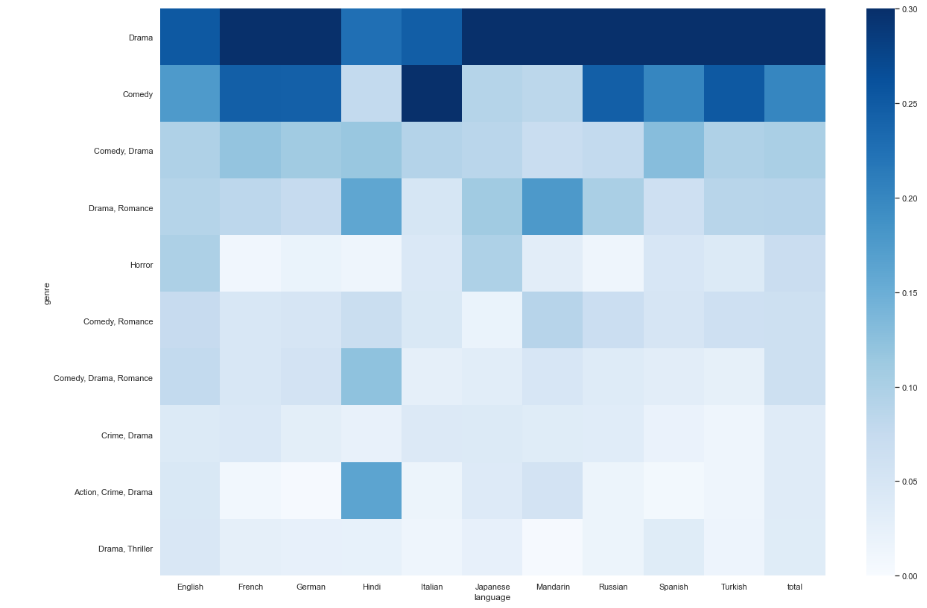 Drama
Comedy
Comedy, Drama
Drama, Romance
Horror
Comedy, Romance
Comedy, Drama, Romance
Crime, Drama
Action, Crime, Drama
Drama, Thriller
genre
English French German Hindi Italian Japanese Mandarin Russian Spanish Turkish total
language
0.30
0.25
0.20
0.15
0.10
0.05
0.00